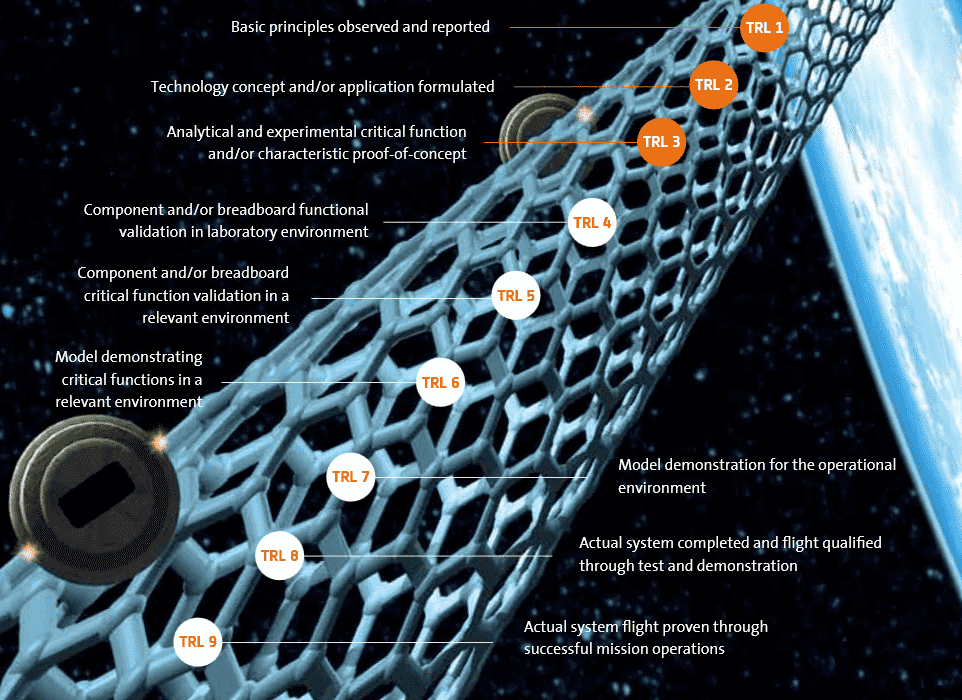 Basic principles observed and reported
TRL 1
Technology concept and/or application formulated
TRL 2
Analytical and experimental critical function
and/or characteristic proof-of-concept
TRL 3
Component and/or breadboard functional
validation in laboratory environment
TRL 4
Component and/or breadboard
critical function validation in a
relevant environment
TRL 5
Model demonstrating
critical functions in a
relevant environment
TRL 6
TRL 7
Model demonstration for the operational
environment
TRL 8
Actual system completed and flight qualified
through test and demonstration
TRL 9
Actual system flight proven through
successful mission operations